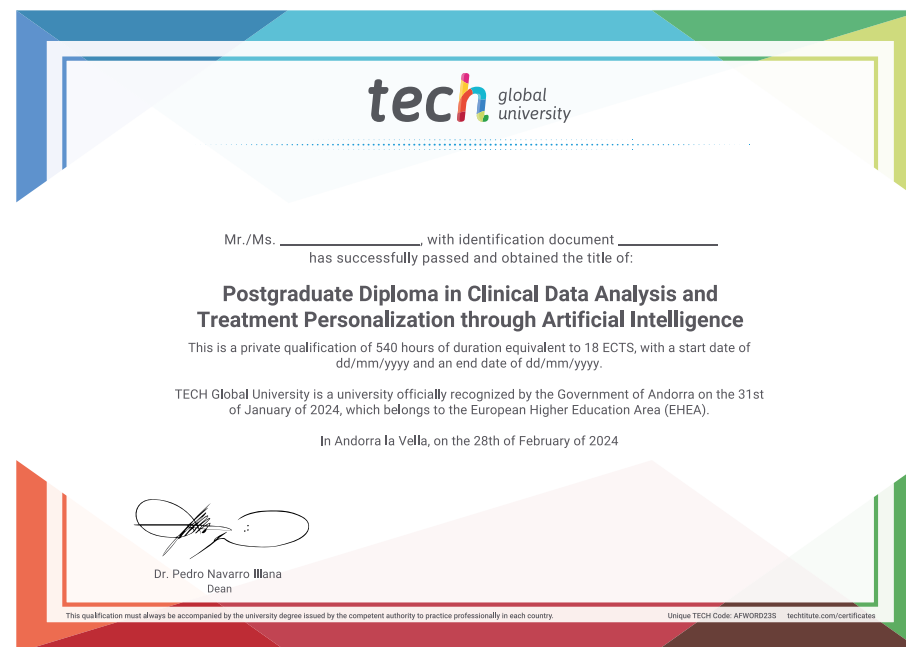 tech global
university
Mr./Ms. ____________________, with identification document ______________
has successfully passed and obtained the title of:
Postgraduate Diploma in Clinical Data Analysis and
Treatment Personalization through Artificial Intelligence
This is a private qualification of 540 hours of duration equivalent to 18 ECTS, with a start date of
dd/mm/yyyy and an end date of dd/mm/yyyy.
TECH Global University is a university officially recognized by the Government of Andorra on the 31st
of January of 2024, which belongs to the European Higher Education Area (EHEA).
In Andorra la Vella, on the 28th of February of 2024
Dr. Pedro Navarro Illana
Dean
This qualification must always be accompanied by the university degree issued by the competent authority to practice professionally in each country.
Unique TECH Code: AFWORD23S techtitute.com/certificates